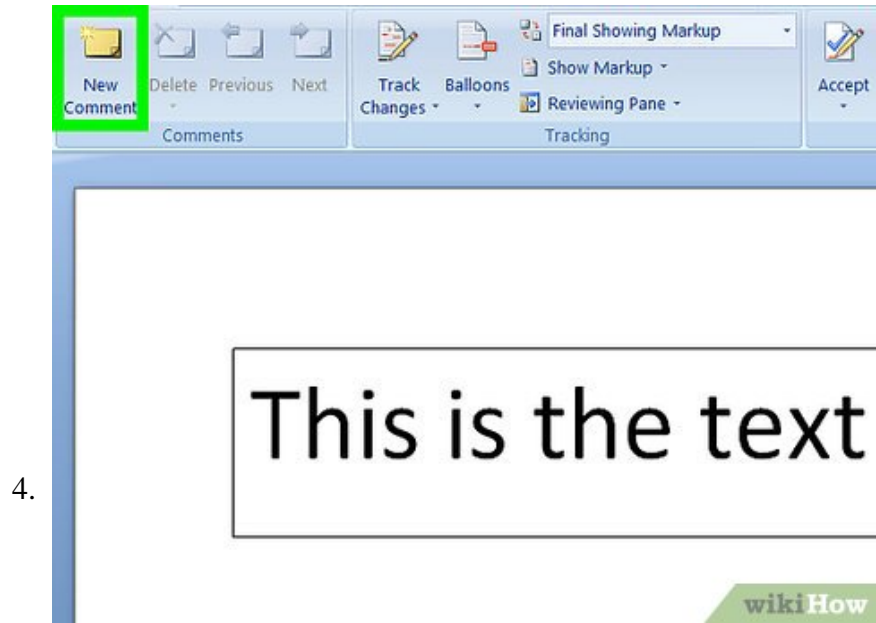 New Comment
Delete
Previous
Next
Comments
Track Changes
Balloons
Final Showing Markup
Show Markup
Reviewing Pane
Tracking
Accept
This is the text
4.
wikiHow